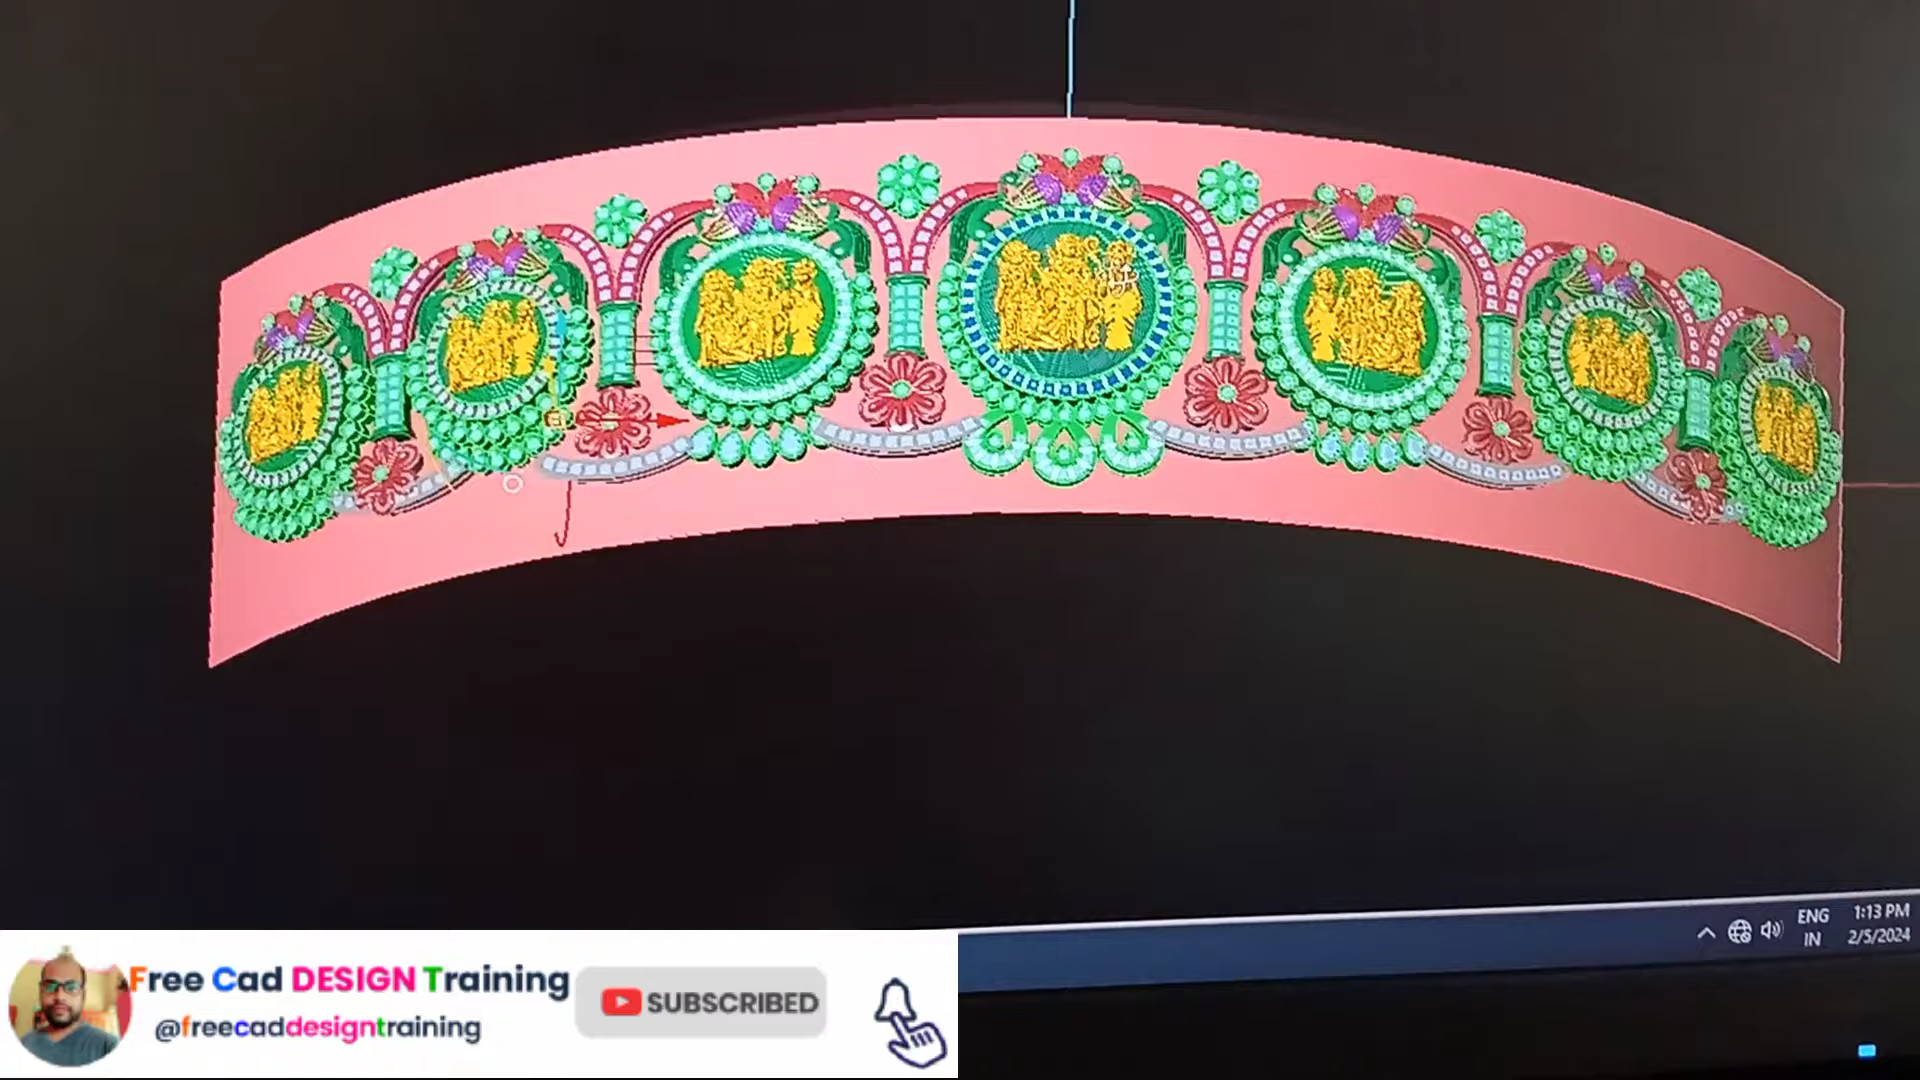 ENG
IN
1:13 PM
2/5/2024
Free Cad DESIGN Training
@freecaddesigntraining
SUBSCRIBED